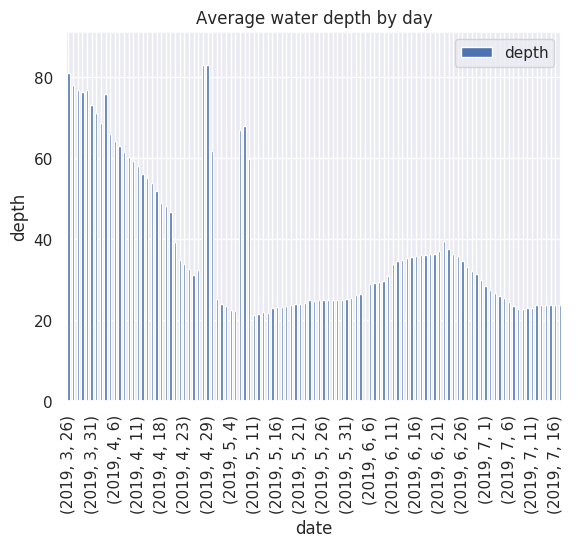 Average water depth by day
depth
80
60
40
20
0
depth
(2019, 3, 26)
(2019, 3, 31)
(2019, 4, 6)
(2019, 4, 11)
(2019, 4, 18)
(2019, 4, 23)
(2019, 4, 29)
(2019, 5, 4)
(2019, 5, 11)
(2019, 5, 16)
(2019, 5, 21)
(2019, 5, 26)
(2019, 5, 31)
(2019, 6, 6)
(2019, 6, 11)
(2019, 6, 16)
(2019, 6, 21)
(2019, 6, 26)
(2019, 7, 1)
(2019, 7, 6)
(2019, 7, 11)
(2019, 7, 16)
date